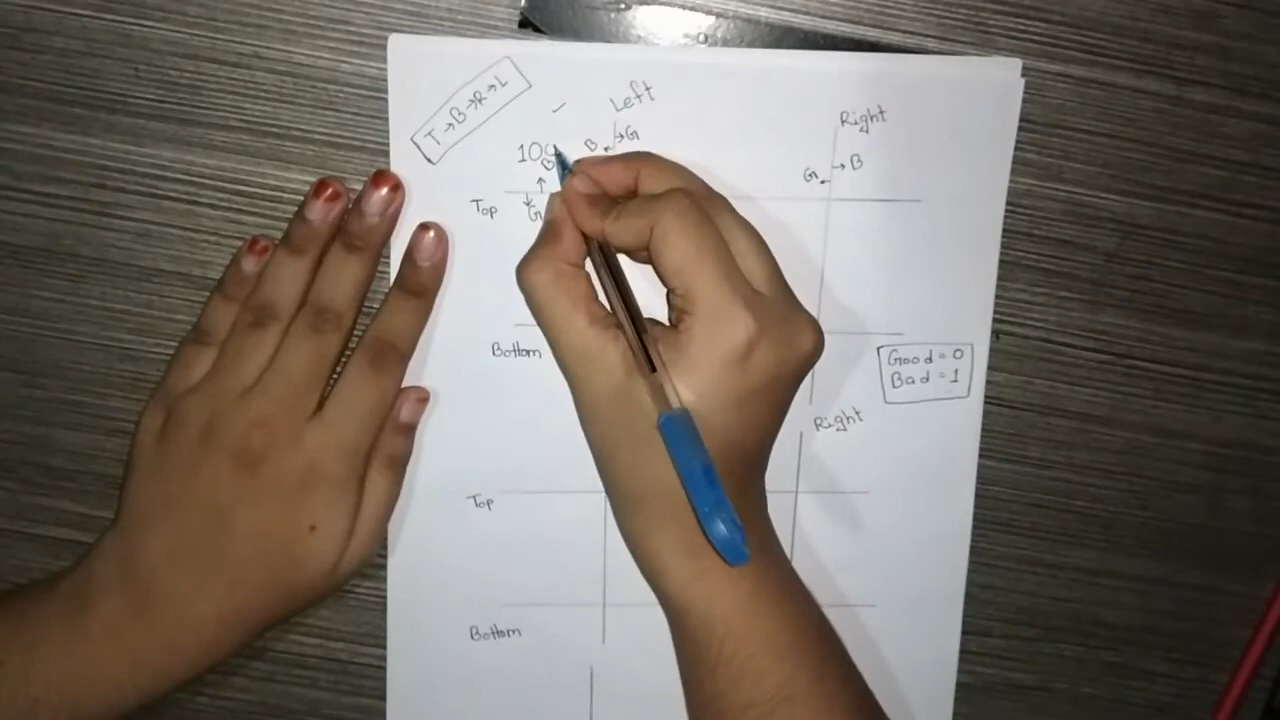 T→B→R→L
Left
Right
B →G
100
B
G →B
Top
G
Bottom
Good = 0
Bad = 1
Right
Top
Bottom